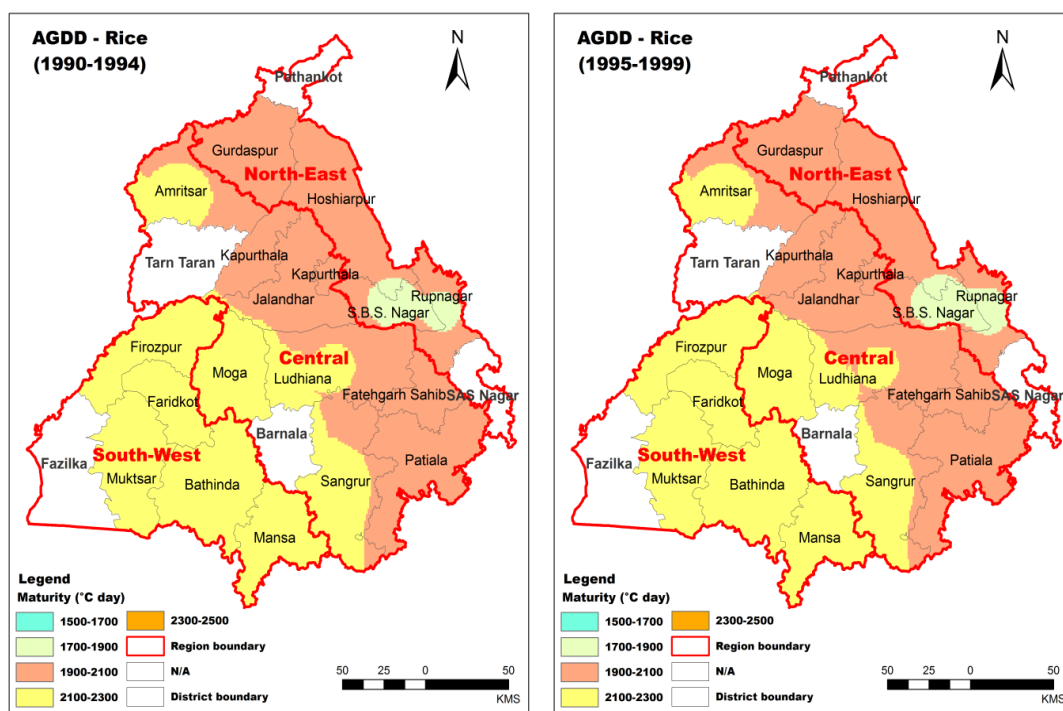 AGDD - Rice
(1990-1994)
N
Pathankot
Gurdaspur
North-East
Amritsar
Hoshiarpur
Tarn Taran
Kapurthala
Kapurthala
Jalandhar
Rupnagar
S.B.S. Nagar
Firozpur
Central
Moga
Ludhiana
Faridkot
Fatehgarh Sahib
SAS Nagar
Barnala
Fazilka
South-West
Patiala
Muktsar
Bathinda
Sangrur
Mansa
Legend
Maturity (°C day)
1500-1700
2300-2500
1700-1900
Region boundary
1900-2100
N/A
2100-2300
District boundary
50 25 0 50
KMS
AGDD - Rice
(1995-1999)
N
Pathankot
Gurdaspur
North-East
Amritsar
Hoshiarpur
Tarn Taran
Kapurthala
Kapurthala
Jalandhar
Rupnagar
S.B.S. Nagar
Firozpur
Central
Moga
Ludhiana
Faridkot
Fatehgarh Sahib
SAS Nagar
Barnala
Fazilka
South-West
Patiala
Muktsar
Bathinda
Sangrur
Mansa
Legend
Maturity (°C day)
1500-1700
2300-2500
1700-1900
Region boundary
1900-2100
N/A
2100-2300
District boundary
50 25 0 50
KMS